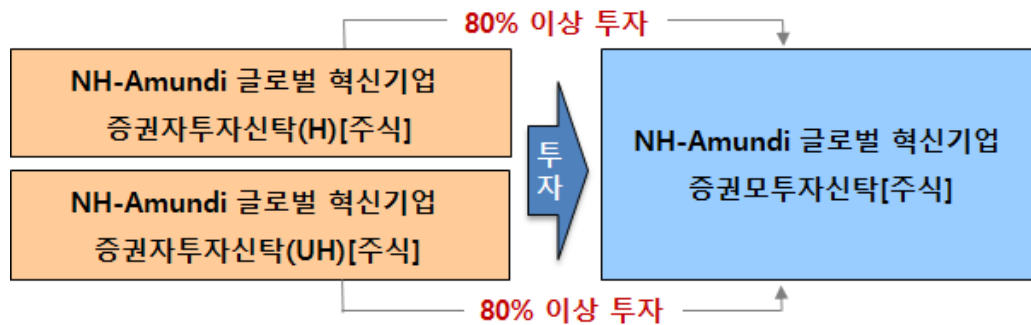 80% 이상 투자
NH-Amundi 글로벌 혁신기업
증권자투자신탁(H)[주식]
NH-Amundi 글로벌 혁신기업
증권자투자신탁(UH)[주식]
투
자
NH-Amundi 글로벌 혁신기업
증권모투자신탁[주식]
80% 이상 투자